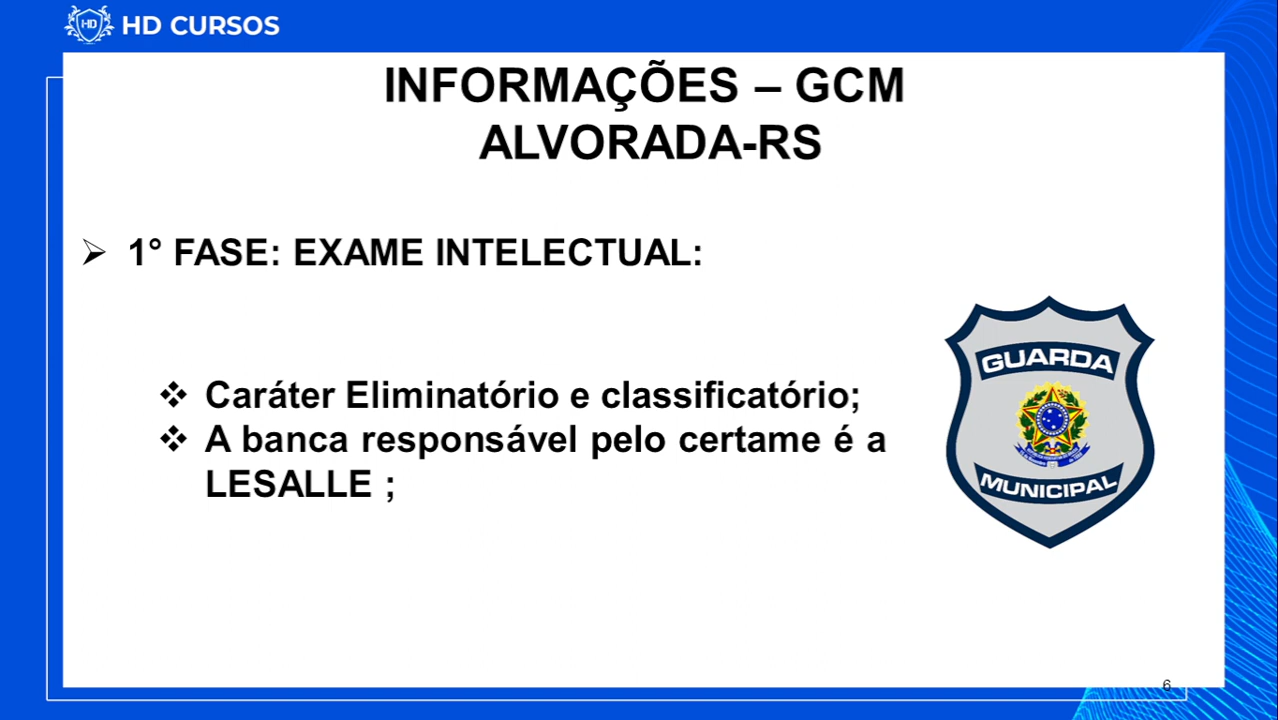 HD CURSOS
INFORMAÇÕES – GCM
ALVORADA-RS
1° FASE: EXAME INTELECTUAL:
Caráter Eliminatório e classificatório;
A banca responsável pelo certame é a
LESALLE ;
GUARDA
MUNICIPAL
6